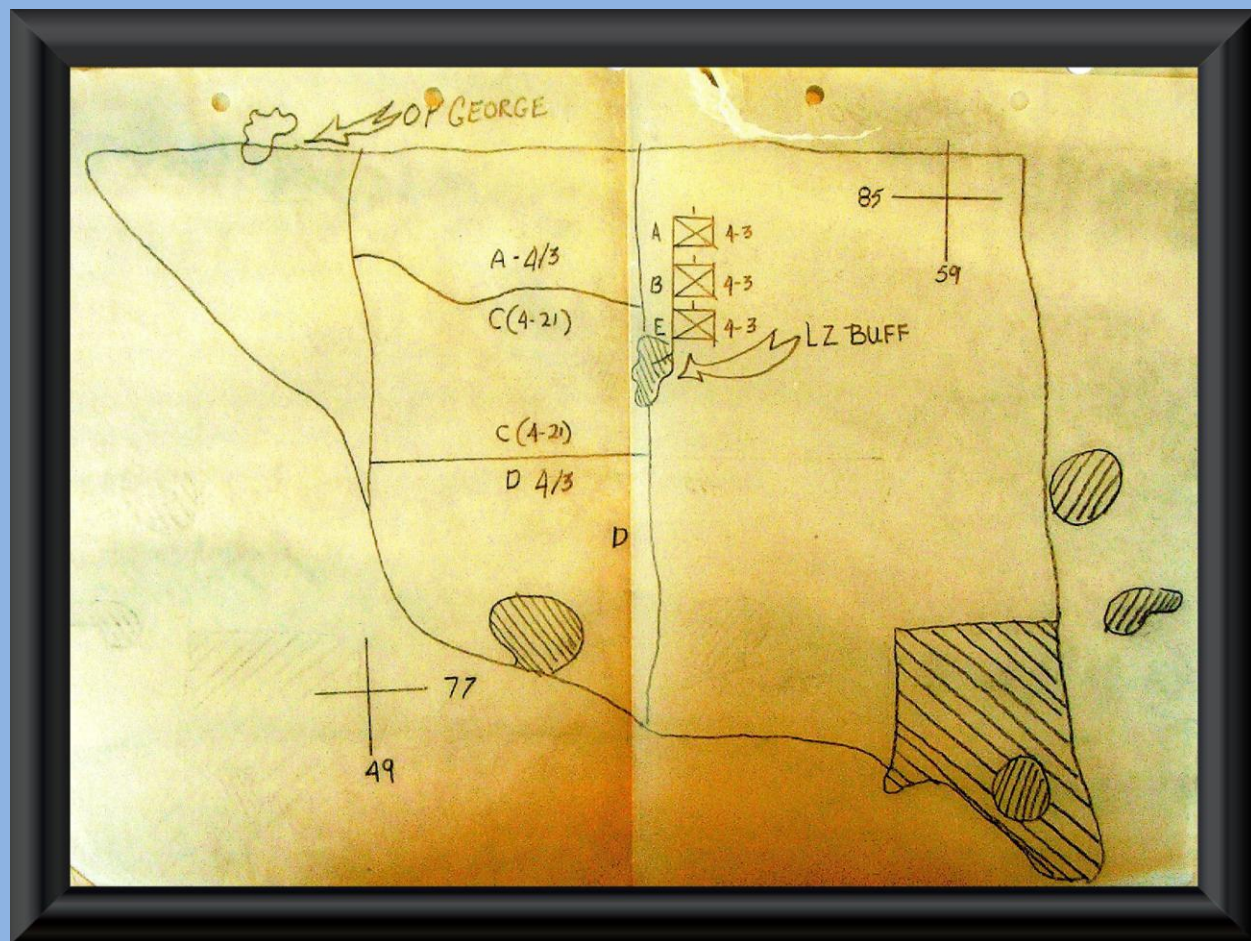 OP GEORGE
85
59
A - 4/3
C(4-21)
A 4-3
B 4-3
E 4-3
LZ BUFF
C (4-21)
D 4/3
D
77
49